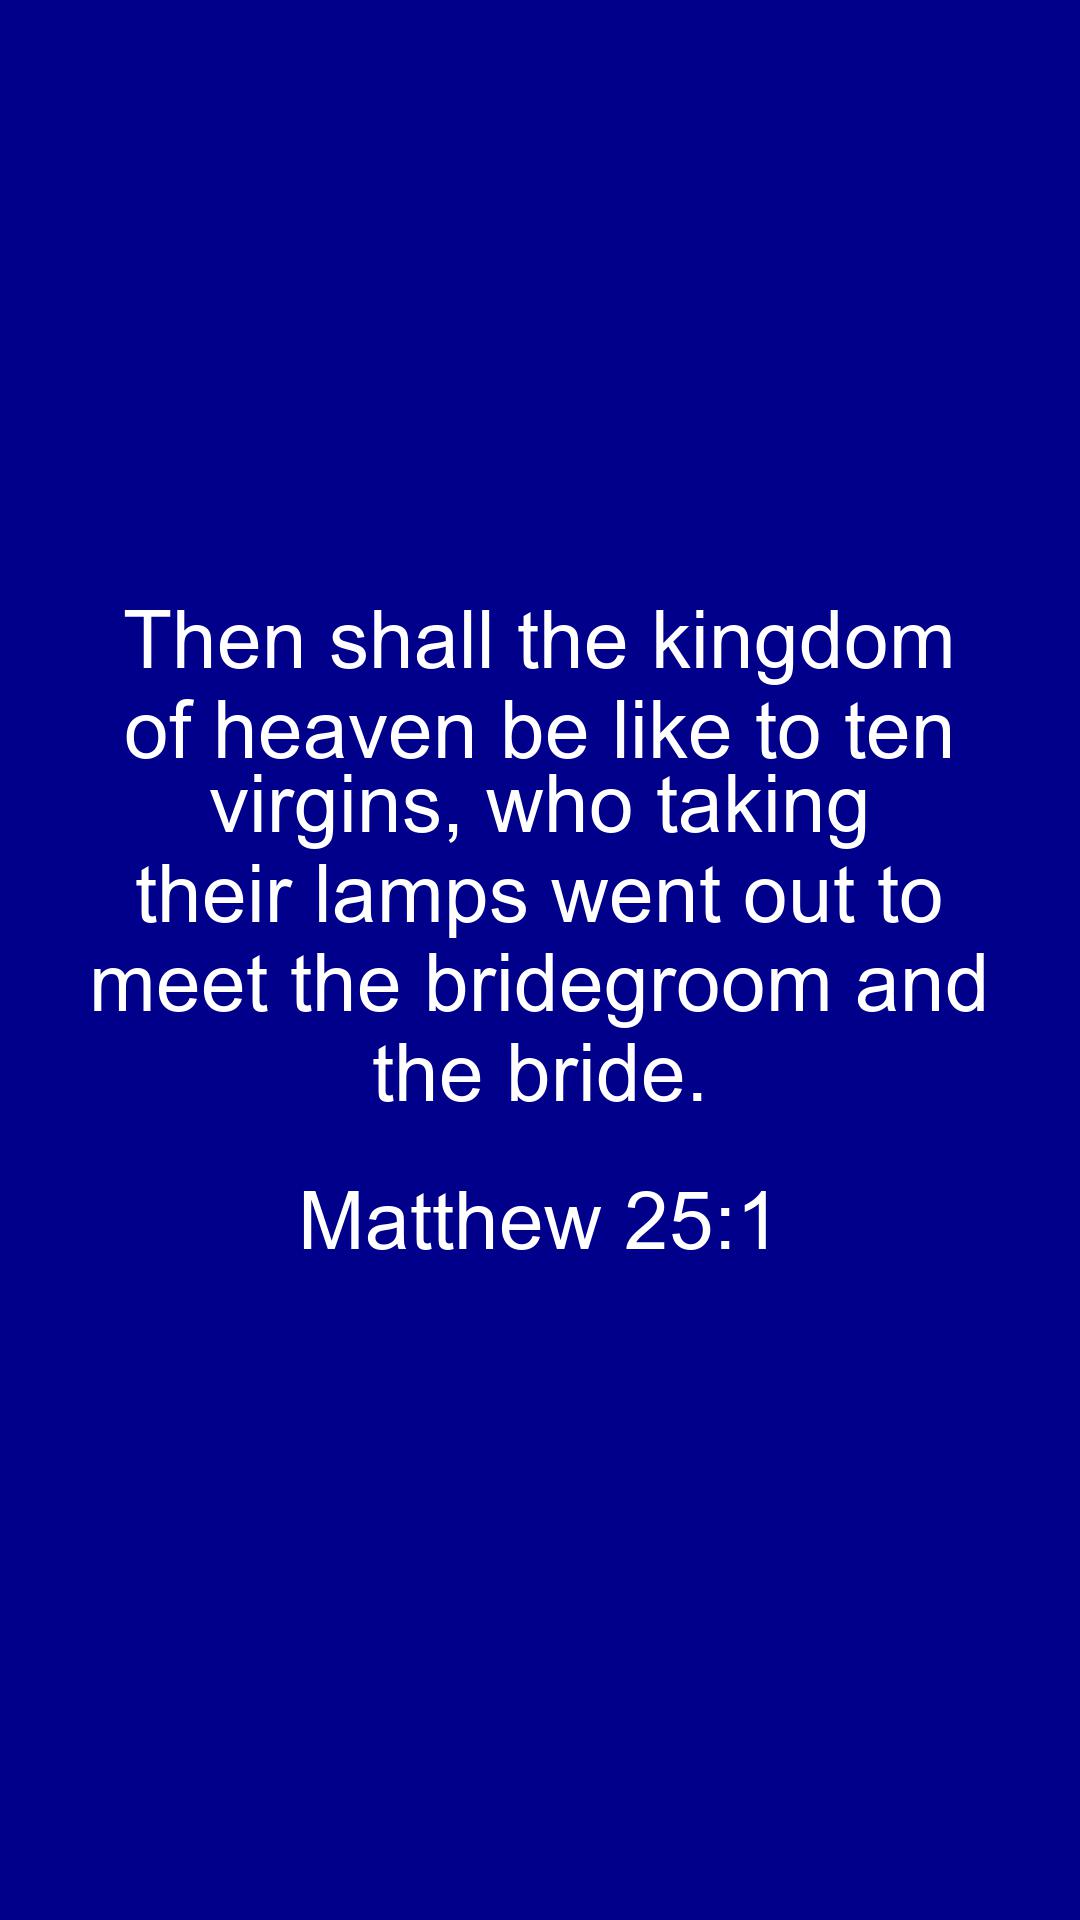 Then shall the kingdom
of heaven be like to ten
virgins, who taking
their lamps went out to
meet the bridegroom and
the bride.
Matthew 25:1